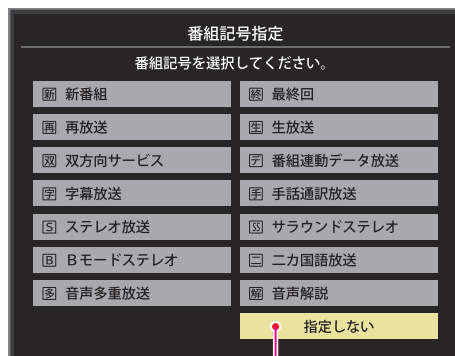 番組記号指定
番組記号を選択してください。
新 新番組
終 最終回
再 再放送
生 生放送
双 双方向サービス
デ 番組連動データ放送
字 字幕放送
手 手話通訳放送
S ステレオ放送
SS サラウンドステレオ
B Bモードステレオ
二 二カ国語放送
多 音声多重放送
解 音声解説
指定しない